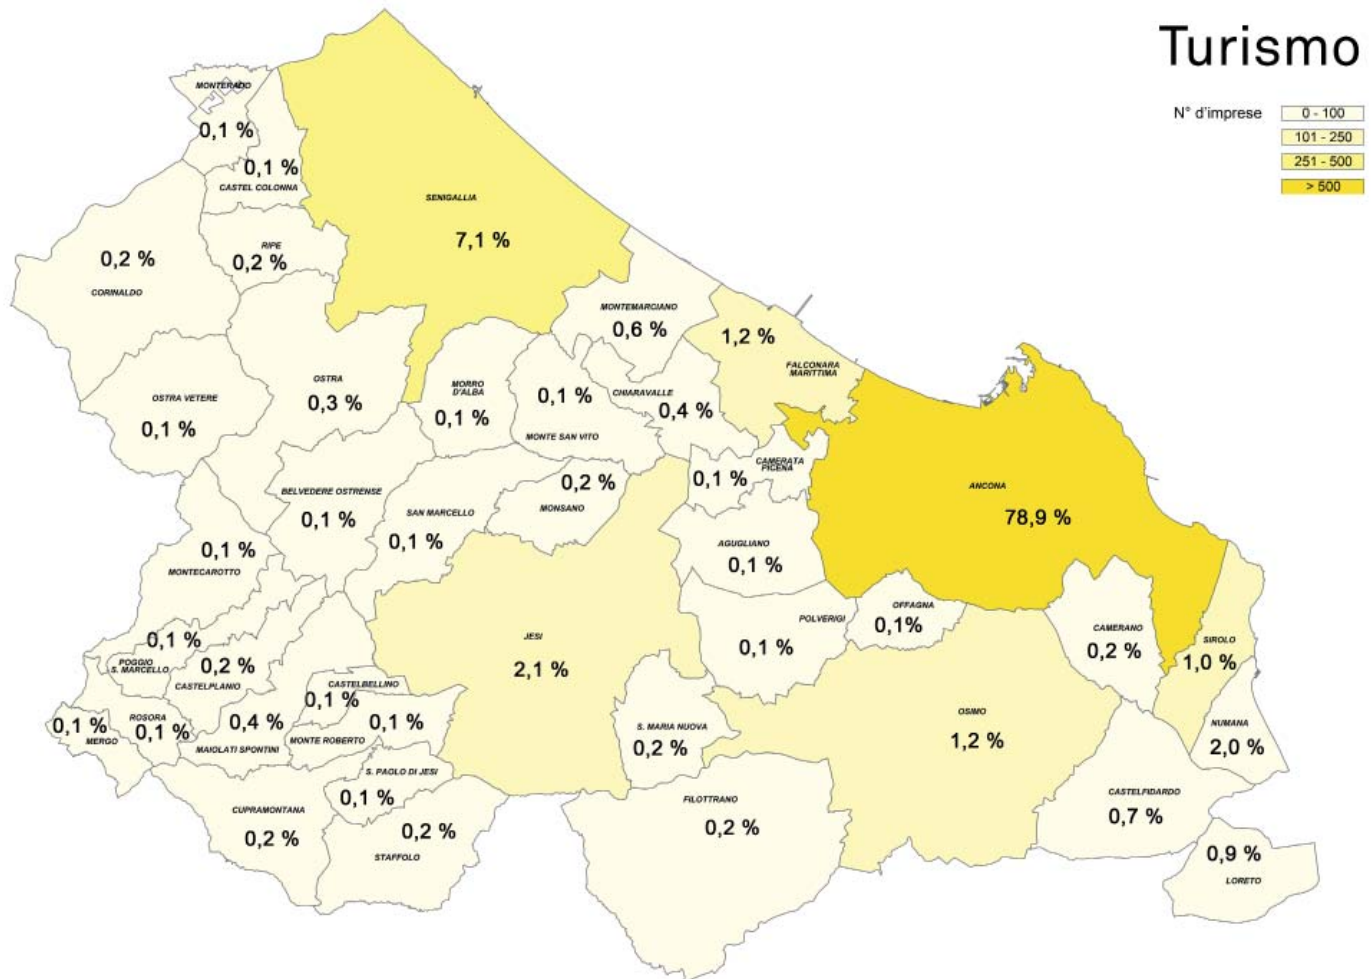 Turismo
N° d'imprese
0 - 100
101 - 250
251 - 500
> 500
MONTERADO
0,1 %
0,1 %
CASTEL COLONNA
SENIGALLIA
7,1 %
0,2 %
CORINALDO
RIPE
0,2 %
MONTEMARCIANO
0,6 %
1,2 %
FALCONARA
MARITTIMA
OSTRA
0,3 %
OSTRA VETERE
0,1 %
MORRO
D'ALBA
0,1 %
0,1 %
MONTE SAN VITO
CHIARAVALLE
0,4 %
CAMERATA
PICENA
0,1 %
ANCONA
78,9 %
BELVEDERE OSTRENSE
0,1 %
SAN MARCELLO
0,1 %
0,2 %
MONSANO
AGUGLIANO
0,1 %
0,1 %
MONTECAROTTO
POLVERIGI
0,1 %
OFFAGNA
0,1%
CAMERANO
0,2 %
SIROLO
1,0 %
JESI
2,1 %
0,1 %
POGGIO
S. MARCELLO
0,2 %
CASTELPLANIO
CASTELBELLINO
0,1 %
0,1 %
MERGO
ROSORA
0,1 %
0,4 %
MAIOLATI SPONTINI
0,1 %
MONTE ROBERTO
S. MARIA NUOVA
0,2 %
OSIMO
1,2 %
NUMANA
2,0 %
S. PAOLO DI JESI
0,1 %
CUPRAMONTANA
0,2 %
0,2 %
STAFFOLO
FILOTTRANO
0,2 %
CASTELFIDARDO
0,7 %
0,9 %
LORETO